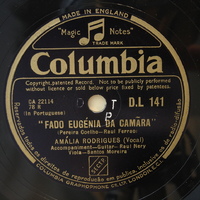 MADE IN ENGLAND
"Magic Notes"
TRADE MARK
Columbia
Copyright, patented Record. Not to be publicly performed
without licence or sold below price fixed by patentees.
CA 22114
78 R
(In Portuguese)
T
P
D.L 141
"FADO EUGÉNIA DA CAMÂRA"
(Pereira Coelho-Raul Ferrao)
AMÁLIA RODRIGUES (Vocal)
Accompaniment-Guitar- Raul Nery
Viola-Santos Moreira
COLUMBIA GRAPHOPHONE CO. LTD LONDON